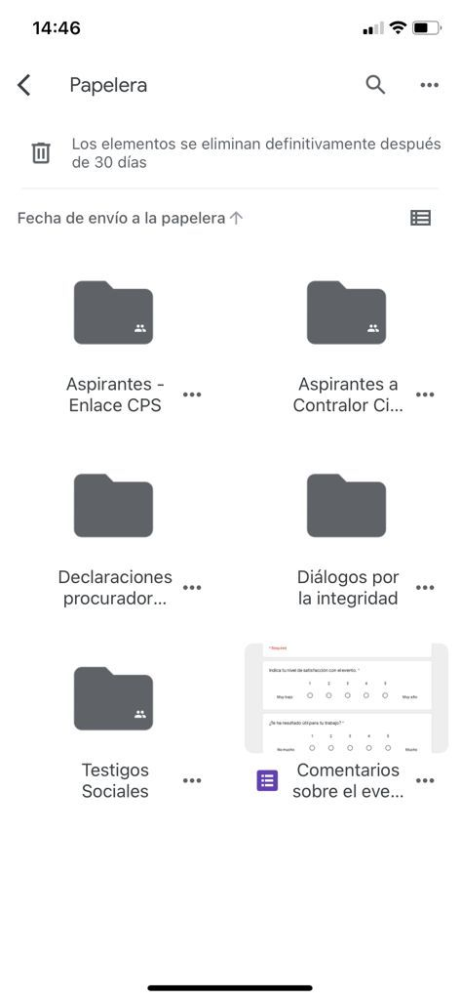 14:46
Papelera
Los elementos se eliminan definitivamente después
de 30 días
Fecha de envío a la papelera
Aspirantes -
Enlace CPS
Aspirantes a
Contralor Ci...
Declaraciones
procurador...
Diálogos por
la integridad
Testigos
Sociales
* Required
Indica tu nivel de satisfacción con el evento. *
1 2 3 4 5
Muy bajo Muy alto
¿Te ha resultado útil para tu trabajo? *
1 2 3 4 5
No mucho Mucho
Comentarios
sobre el eve...